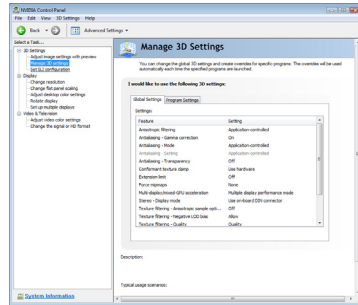 NVIDIA Control Panel
File Edit View 3D Settings Help
Back
Advanced Settings
Select a Task...
3D Settings
Adjust image settings with preview
Manage 3D settings
Set SLI configuration
Display
Change resolution
Change flat panel scaling
Adjust desktop color settings
Rotate display
Set up multiple displays
Video & Television
Adjust video color settings
Change the signal or HD format
System Information
Manage 3D Settings
You can change the global 3D settings and create overrides for specific programs. The overrides will be used
automatically each time the specified programs are launched.
I would like to use the following 3D settings:
Global Settings Program Settings
Settings:
Feature Setting
Anisotropic filtering Application-controlled
Antialiasing - Gamma correction On
Antialiasing - Mode Application-controlled
Antialiasing - Setting Application-controlled
Antialiasing - Transparency Off
Conformant texture clamp Use hardware
Extension limit Off
Force mipmaps None
Multi-display/mixed-GPU acceleration Multiple display performance mode
Stereo - Display mode Use on-board DIN connector
Texture filtering - Anisotropic sample opti... Off
Texture filtering - Negative LOD bias Allow
Texture filtering - Quality Quality
Description:
Typical usage scenarios: